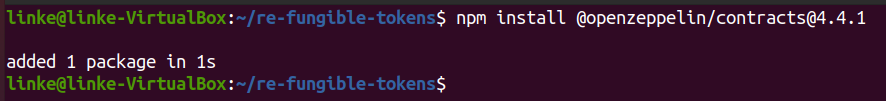 linke@linke-VirtualBox:~/re-fungible-tokens$ npm install @openzeppelin/contracts@4.4.1
added 1 package in 1s
linke@linke-VirtualBox:~/re-fungible-tokens$